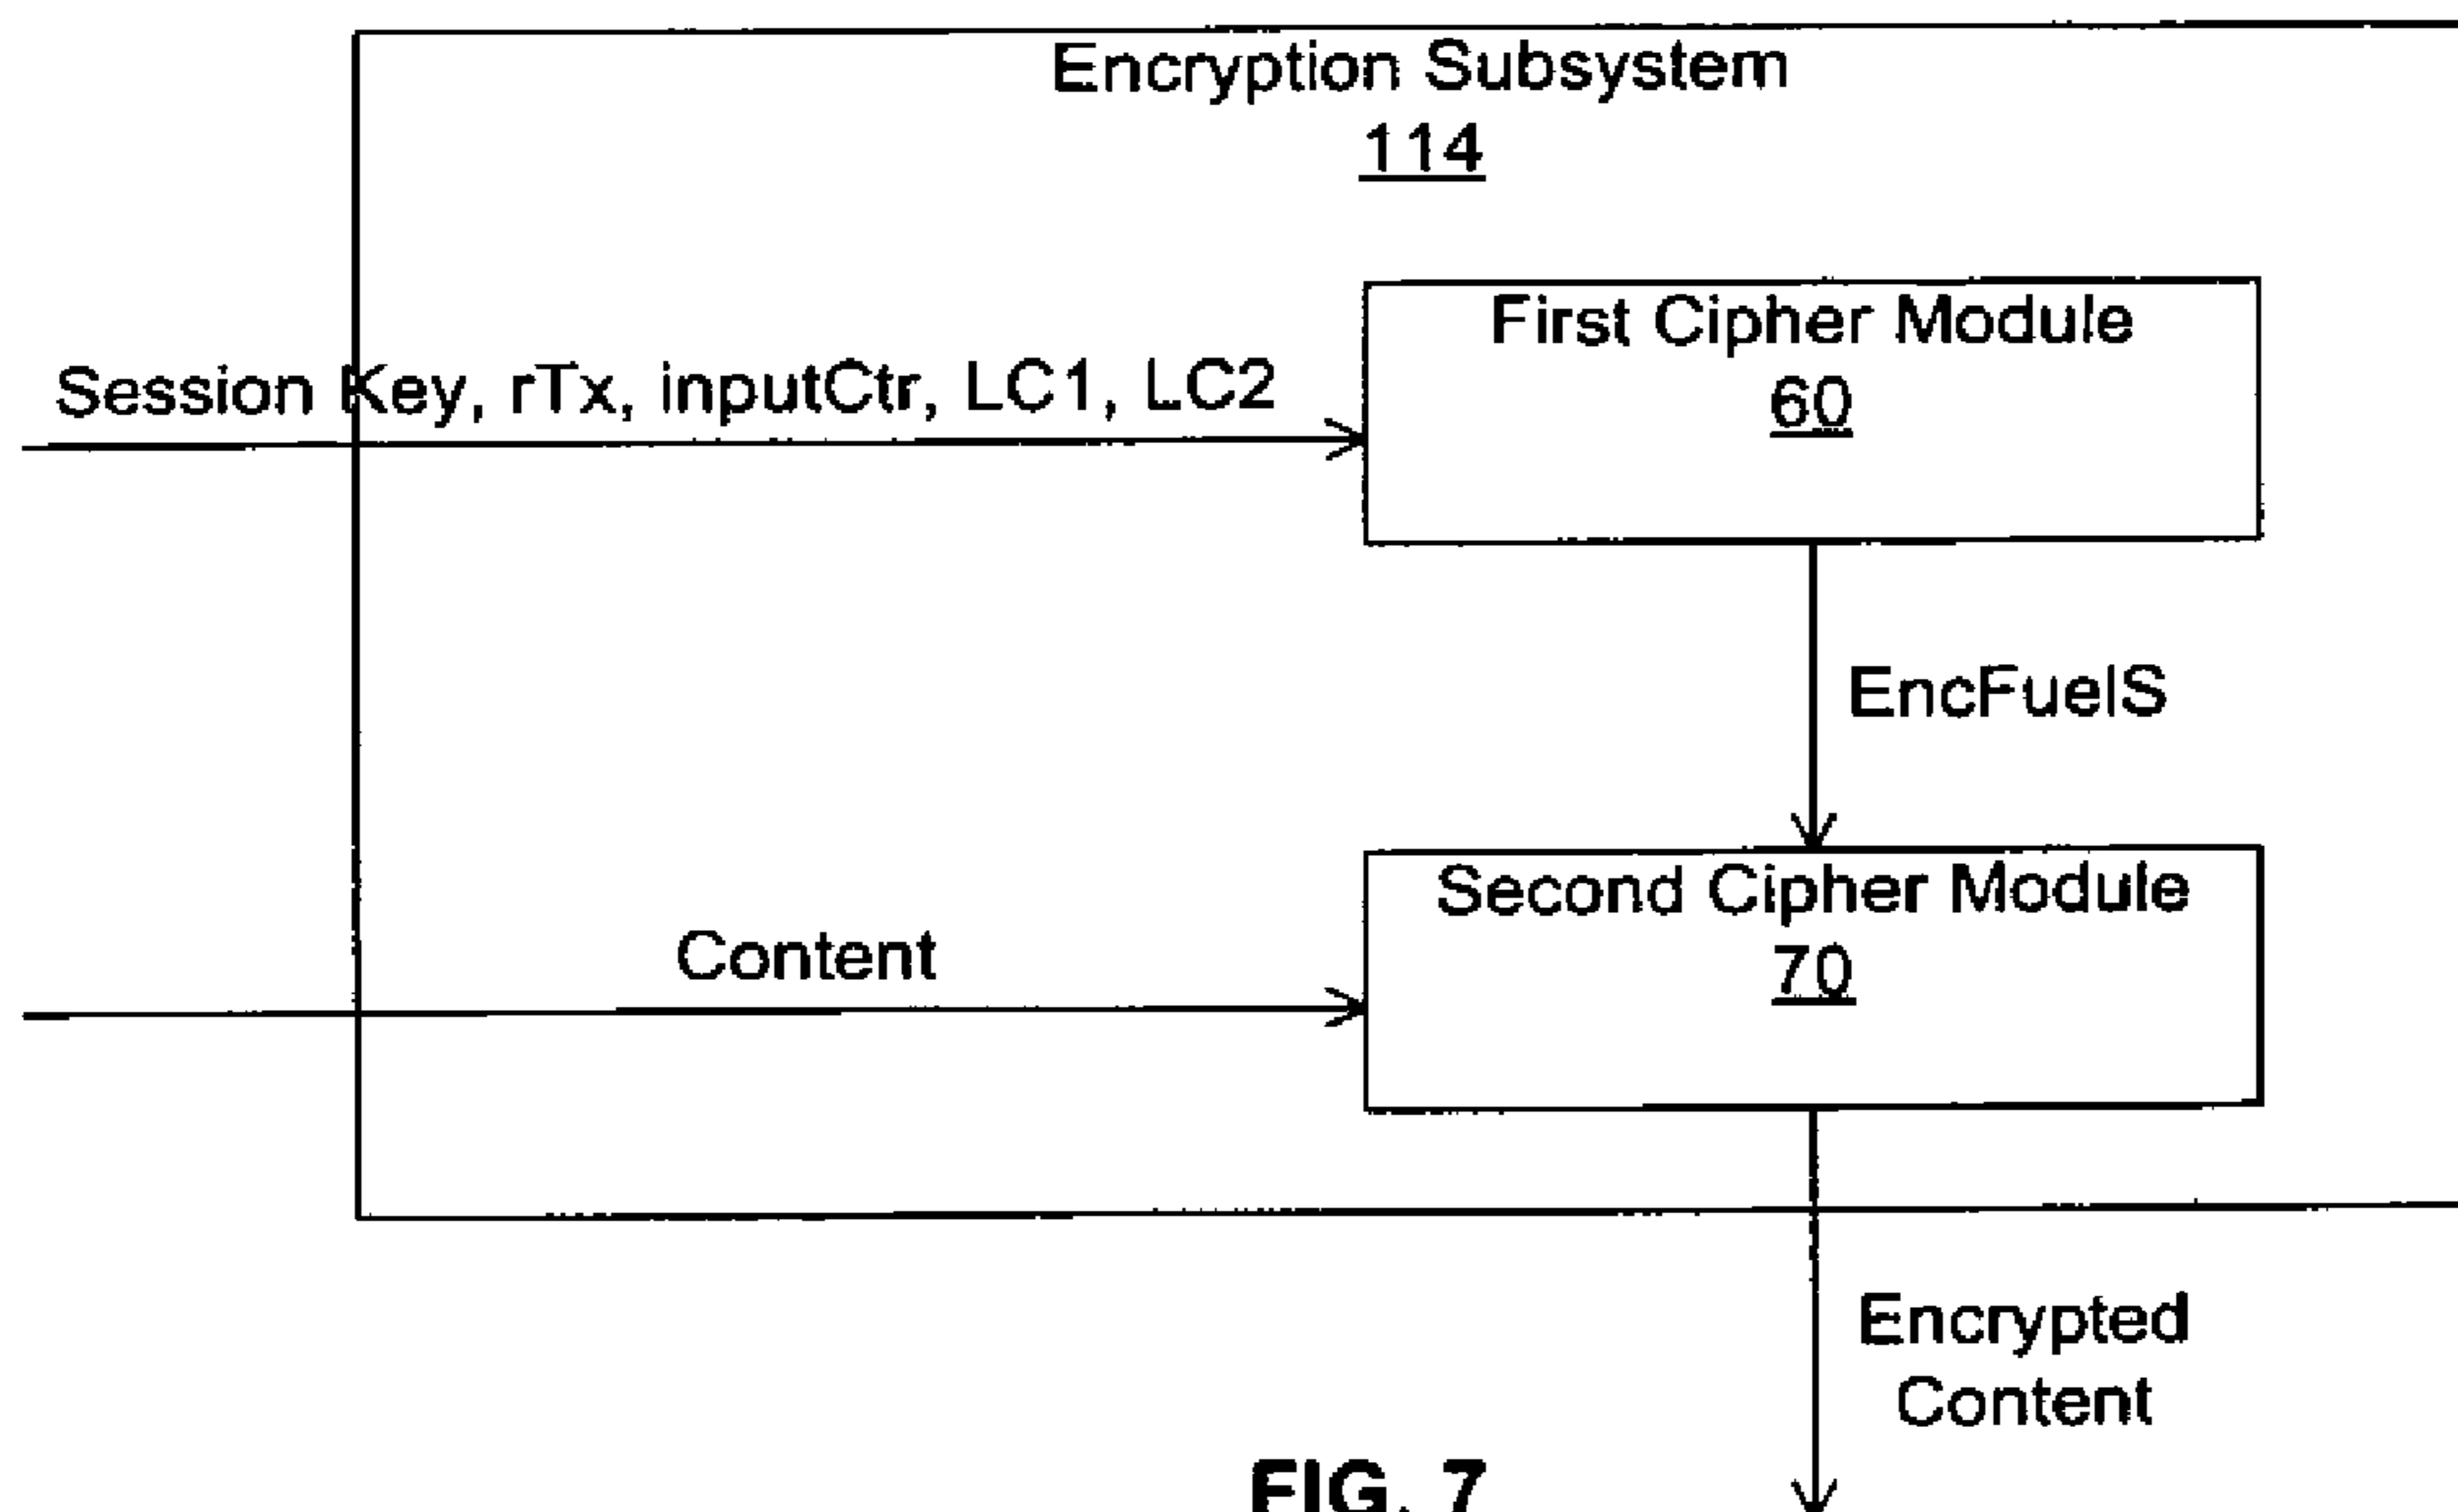 Encryption Subsystem
114
First Cipher Module
60
Session Key, rTx, inputCtr, LC1, LC2
EncFuelS
Second Cipher Module
70
Content
Encrypted
Content
FIG. 7